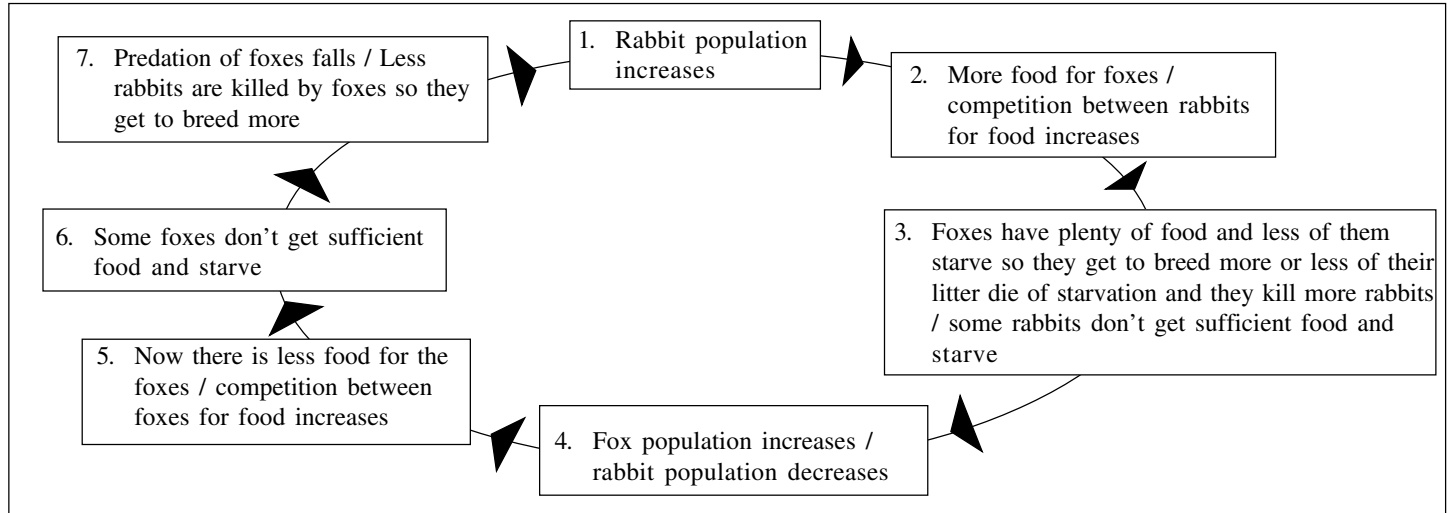 1. Rabbit population
increases
2. More food for foxes /
competition between rabbits
for food increases
3. Foxes have plenty of food and less of them
starve so they get to breed more or less of their
litter die of starvation and they kill more rabbits
/ some rabbits don't get sufficient food and
starve
4. Fox population increases /
rabbit population decreases
5. Now there is less food for the
foxes / competition between
foxes for food increases
6. Some foxes don't get sufficient
food and starve
7. Predation of foxes falls / Less
rabbits are killed by foxes so they
get to breed more